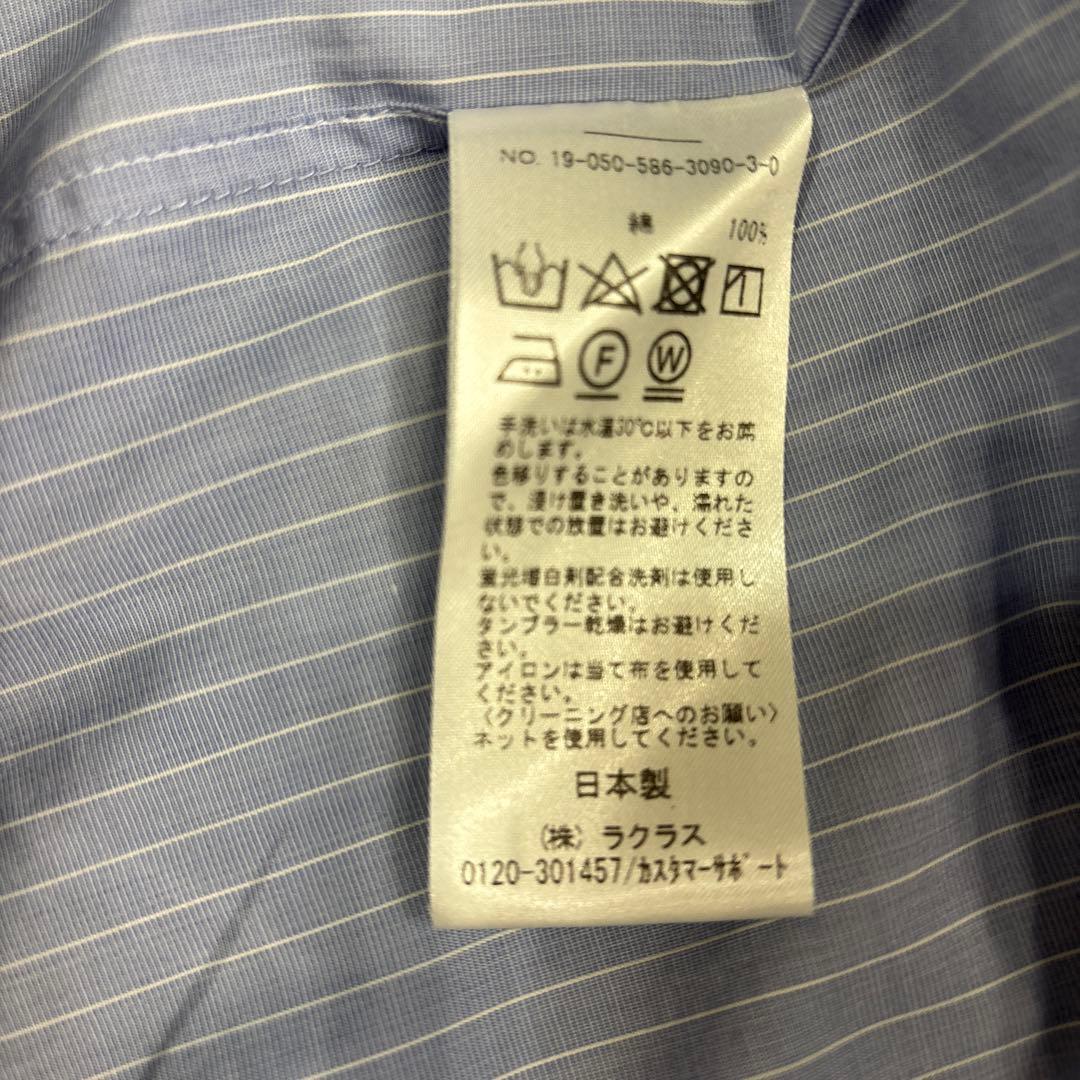 NO. 19-050-586-3090-3-0
綿 100%
F W
手洗いは水温30℃以下をお薦
めします。
色移りすることがありますの
で、浸け置き洗いや、濡れた
状態での放置はお避けくださ
い。
蛍光増白剤配合洗剤は使用し
ないでください。
タンブラー乾燥はお避けくだ
さい。
アイロンは当て布を使用して
ください。
〈クリーニング店へのお願い〉
ネットを使用してください。
日本製
(株) ラクラス
0120-301457/ｶｽﾀﾏｰｻﾎﾟｰﾄ